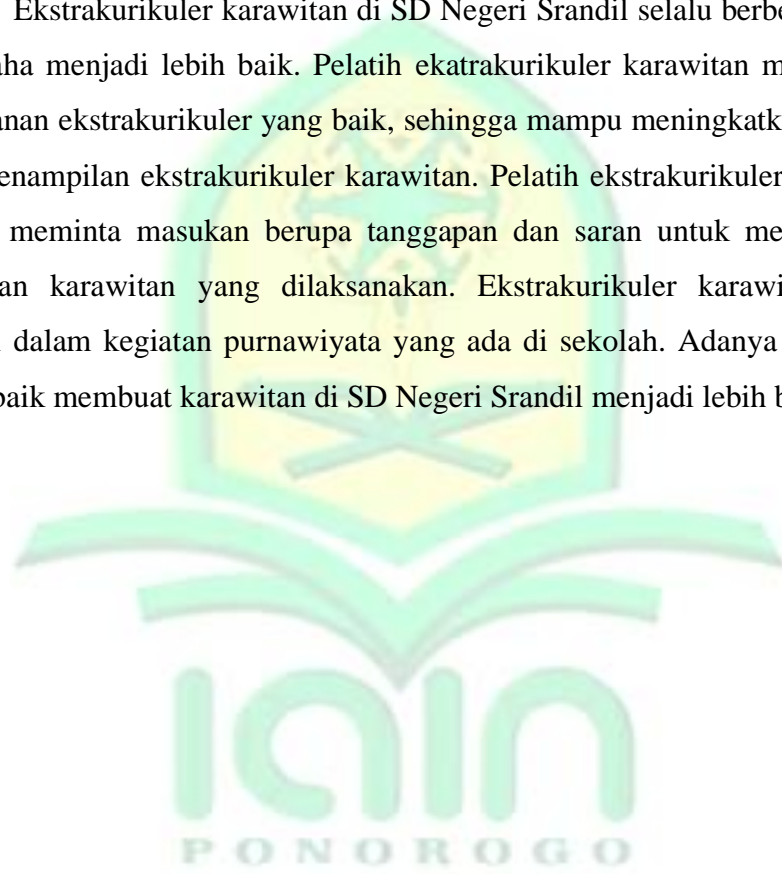 Ekstrakurikuler karawitan di SD Negeri Srandil selalu berbe
aha menjadi lebih baik. Pelatih ekatrakurikuler karawitan m
anan ekstrakurikuler yang baik, sehingga mampu meningkatk
enampilan ekstrakurikuler karawitan. Pelatih ekstrakurikuler
meminta masukan berupa tanggapan dan saran untuk me
an karawitan yang dilaksanakan. Ekstrakurikuler karawi
dalam kegiatan purnawiyata yang ada di sekolah. Adanya
baik membuat karawitan di SD Negeri Srandil menjadi lebih b
iain
PONOROGO